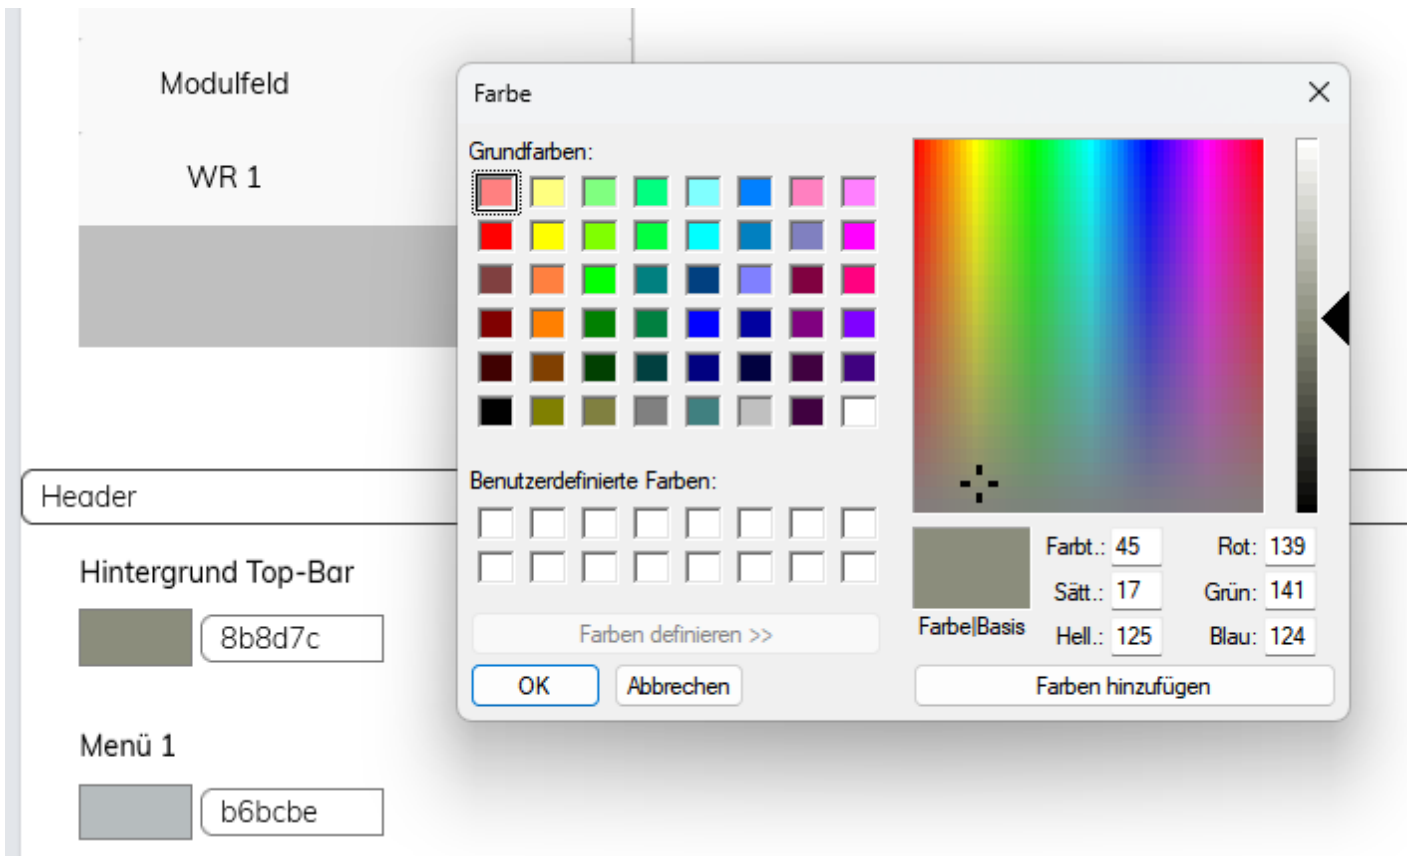 Modulfeld
WR 1
Header
Hintergrund Top-Bar
8b8d7c
Menü 1
b6bcbe
Farbe
Grundfarben:
Benutzerdefinierte Farben:
Farben definieren >>
OK
Abbrechen
Farbe|Basis
Farbt.: 45
Rot: 139
Sätt.: 17
Grün: 141
Hell.: 125
Blau: 124
Farben hinzufügen